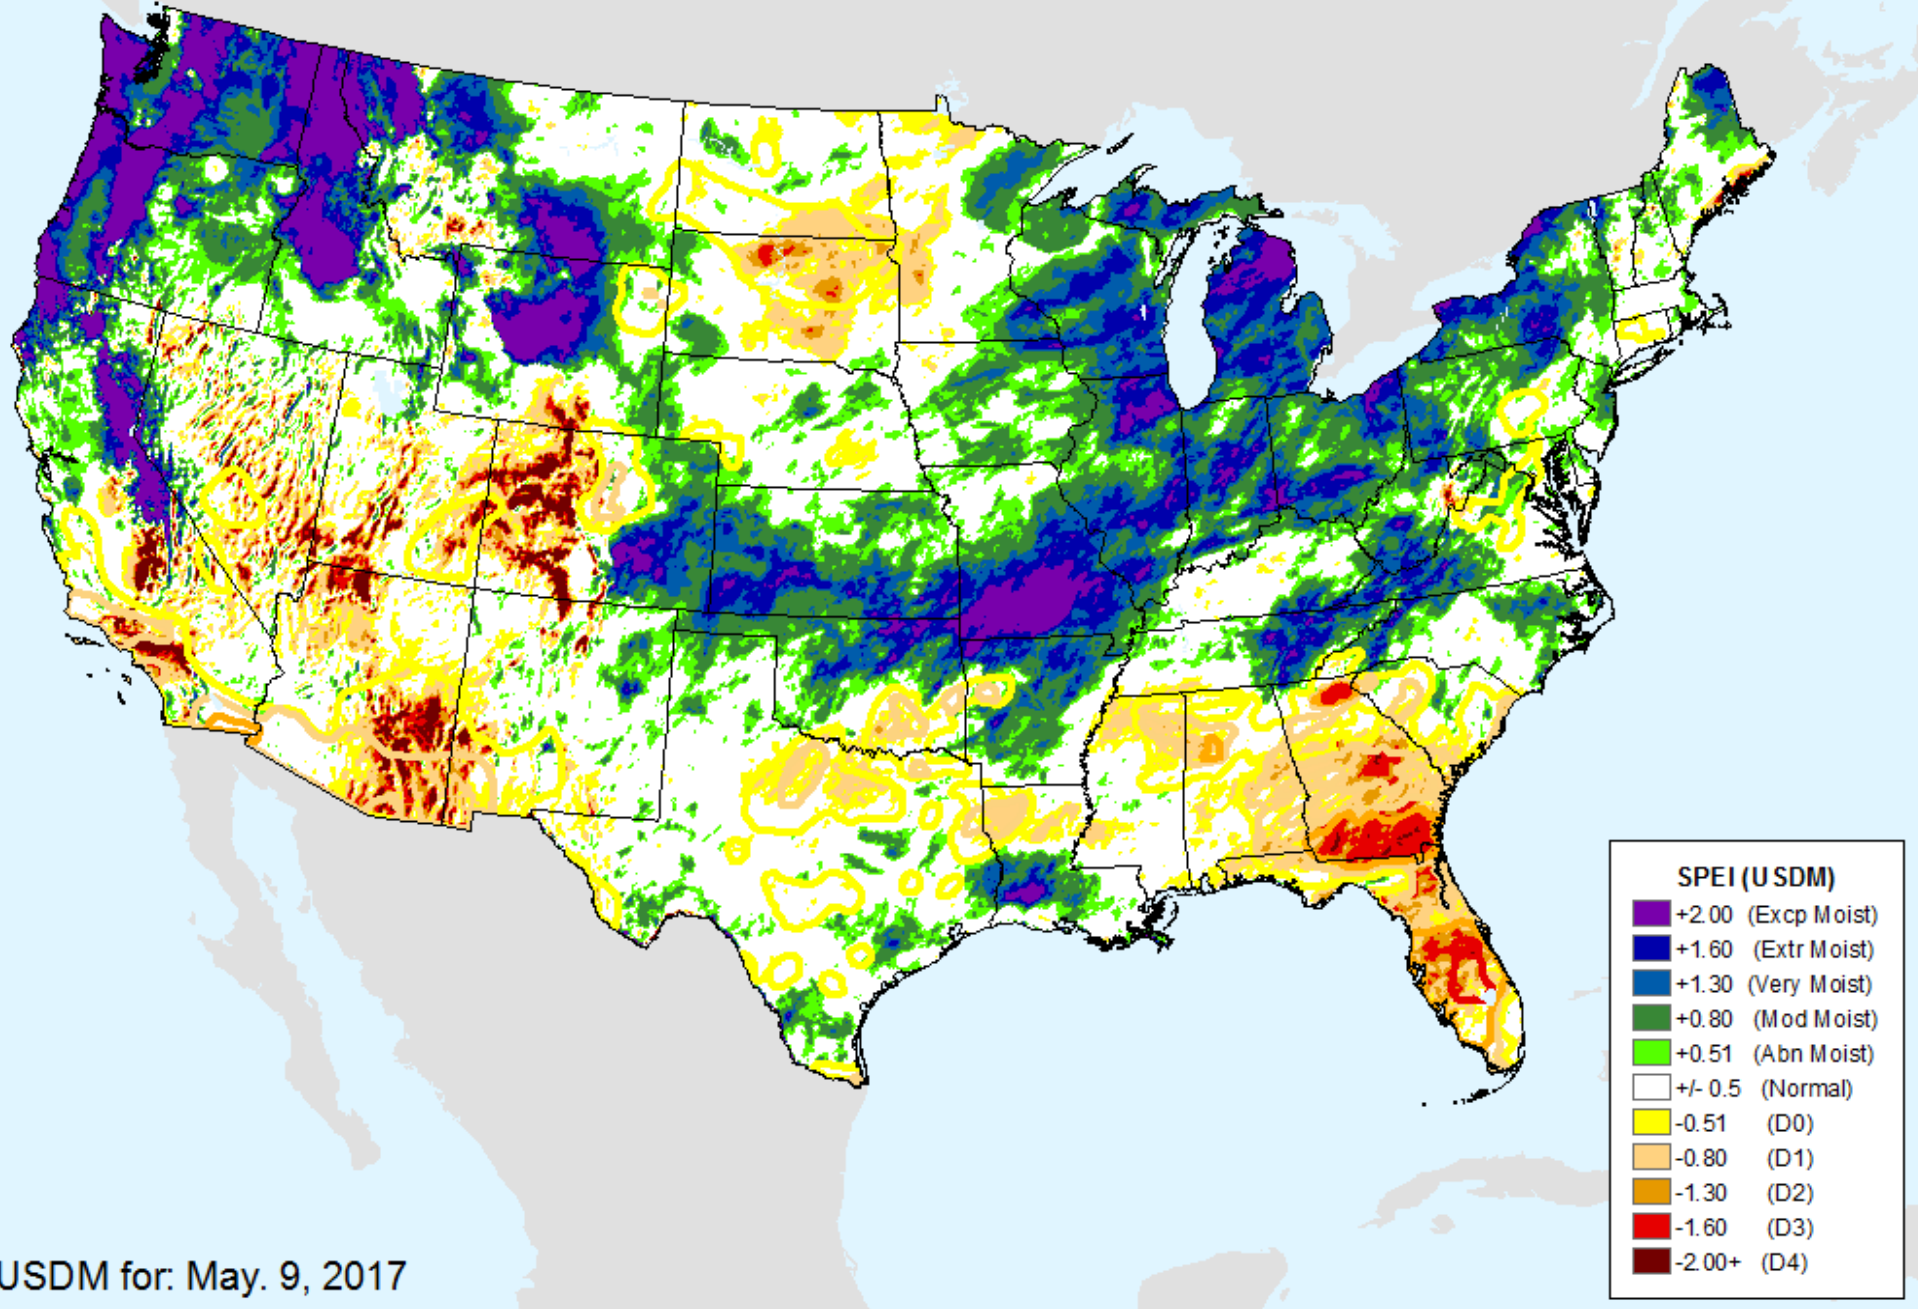 SPEI (USDM)
+2.00 (Excp Moist)
+1.60 (Extr Moist)
+1.30 (Very Moist)
+0.80 (Mod Moist)
+0.51 (Abn Moist)
+/- 0.5 (Normal)
-0.51 (D0)
-0.80 (D1)
-1.30 (D2)
-1.60 (D3)
-2.00+ (D4)
USDM for: May. 9, 2017